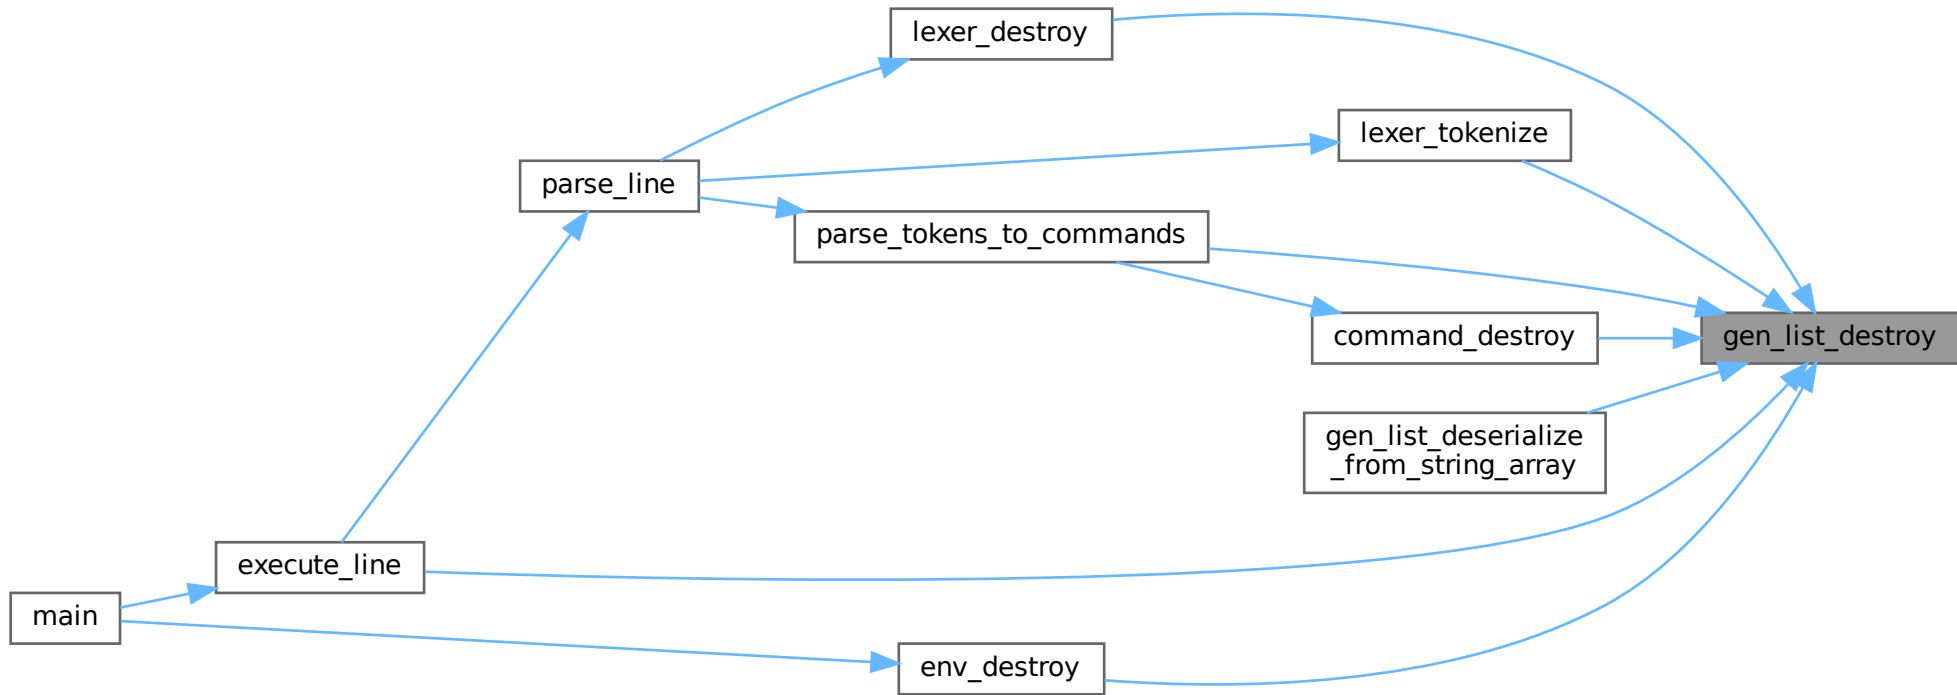 lexer_destroy
lexer_tokenize
parse_line
parse_tokens_to_commands
command_destroy
gen_list_destroy
gen_list_deserialize
_from_string_array
execute_line
main
env_destroy